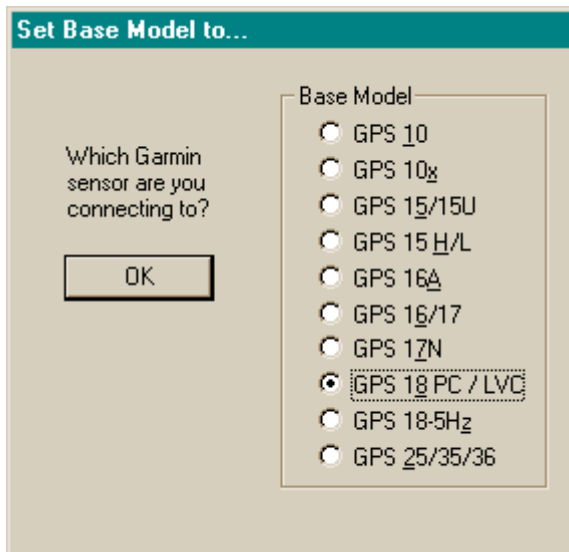 Set Base Model to...
Which Garmin
sensor are you
connecting to?
OK
Base Model
GPS 10
GPS 10x
GPS 15/15U
GPS 15 H/L
GPS 16A
GPS 16/17
GPS 17N
GPS 18 PC / LVC
GPS 18-5Hz
GPS 25/35/36